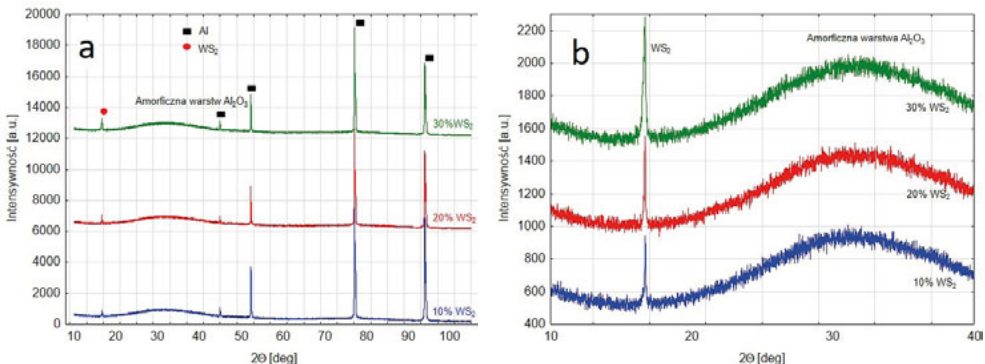 a
Al
WS₂
Amorficzna warstw Al₂O₃
30%WS₂
20% WS₂
10% WS₂
Intensywność [a.u.]
20000
18000
16000
14000
12000
10000
8000
6000
4000
2000
0
10 20 30 40 50 60 70 80 90 100
2Θ [deg]
b
WS₂
Amorficzna warstwa Al₂O₃
30% WS₂
20% WS₂
10% WS₂
Intensywność [a.u.]
2200
2000
1800
1600
1400
1200
1000
800
600
400
10 20 30 40
2Θ [deg]